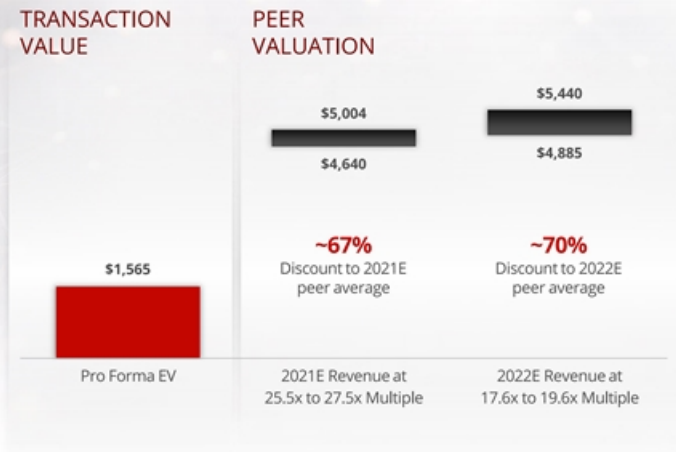 TRANSACTION
VALUE
PEER
VALUATION
$5,004
$4,640
$5,440
$4,885
~67%
Discount to 2021E
peer average
~70%
Discount to 2022E
peer average
$1,565
Pro Forma EV
2021E Revenue at
25.5x to 27.5x Multiple
2022E Revenue at
17.6x to 19.6x Multiple